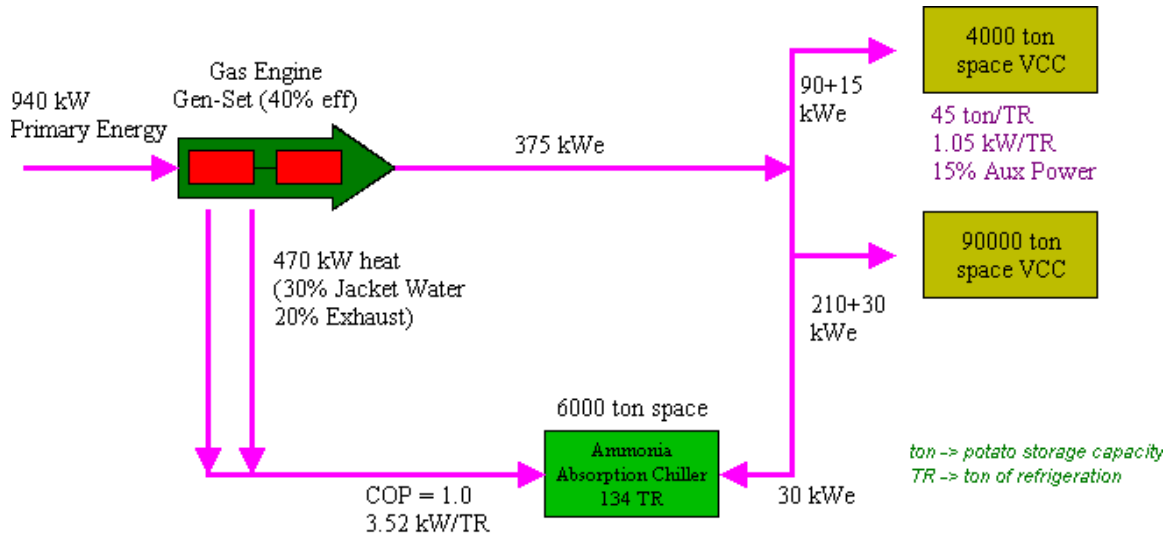 4000 ton
space VCC
Gas Engine
Gen-Set (40% eff)
940 kW
Primary Energy
90+15
kWe
45 ton/TR
1.05 kW/TR
15% Aux Power
375 kWe
90000 ton
space VCC
470 kW heat
(30% Jacket Water
20% Exhaust)
210+30
kWe
6000 ton space
Ammonia
Absorption Chiller
134 TR
ton -> potato storage capacity
TR -> ton of refrigeration
COP = 1.0
3.52 kW/TR
30 kWe